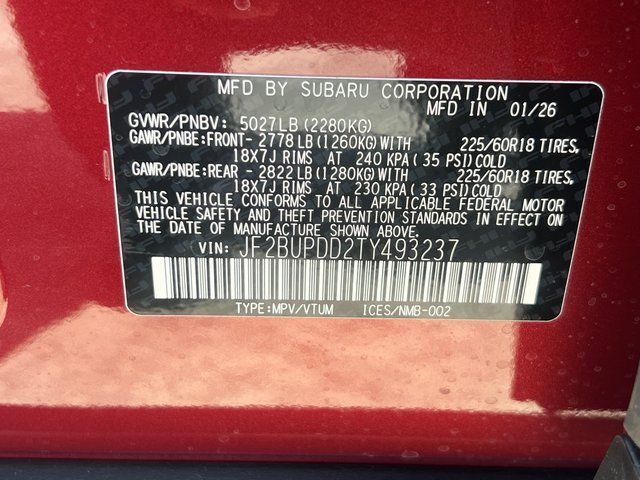 MFD BY SUBARU CORPORATION
MFD IN 01/26
GVWR/PNBV: 5027LB (2280KG)
GAWR/PNBE:FRONT- 2778 LB (1260KG) WITH 225/60R18 TIRES,
18X7J RIMS AT 240 KPA (35 PSI) COLD
GAWR/PNBE:REAR - 2822 LB (1280KG) WITH 225/60R18 TIRES,
18X7J RIMS AT 230 KPA (33 PSI) COLD
THIS VEHICLE CONFORMS TO ALL APPLICABLE FEDERAL MOTOR
VEHICLE SAFETY AND THEFT PREVENTION STANDARDS IN EFFECT ON
THE DATE OF MANUFACTURE SHOWN ABOVE.
VIN: JF2BUPDD2TY493237
TYPE:MPV/VTUM ICES/NMB-002